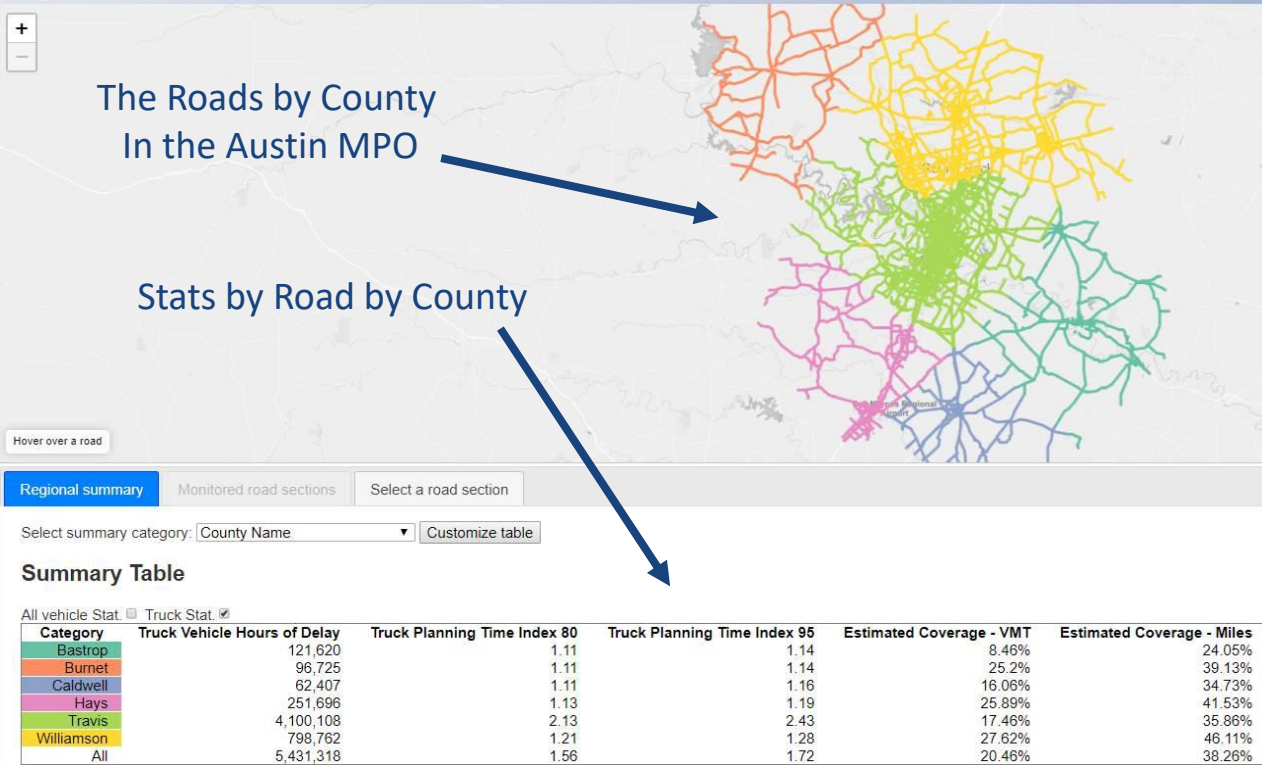 +
−
The Roads by County
In the Austin MPO
Stats by Road by County
Hover over a road
Regional summary Monitored road sections Select a road section
Select summary category: County Name Customize table
Summary Table
All vehicle Stat. Truck Stat.
Category Truck Vehicle Hours of Delay Truck Planning Time Index 80 Truck Planning Time Index 95 Estimated Coverage - VMT Estimated Coverage - Miles
Bastrop 121,620 1.11 1.14 8.46% 24.05%
Burnet 96,725 1.11 1.14 25.2% 39.13%
Caldwell 62,407 1.11 1.16 16.06% 34.73%
Hays 251,696 1.13 1.19 25.89% 41.53%
Travis 4,100,108 2.13 2.43 17.46% 35.86%
Williamson 798,762 1.21 1.28 27.62% 46.11%
All 5,431,318 1.56 1.72 20.46% 38.26%